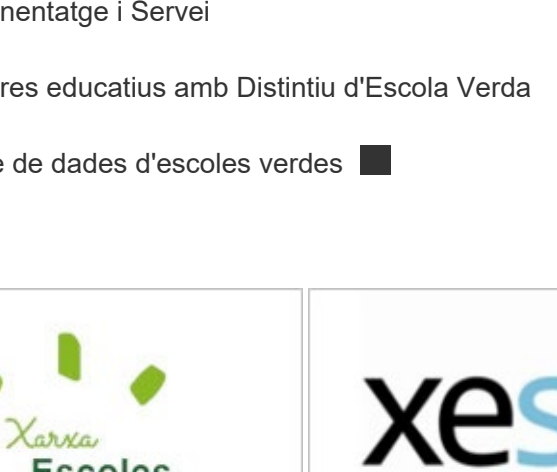 nentatge i Servei
res educatius amb Distintiu d'Escola Verda
e de dades d'escoles verdes
Xarxa
Escoles
xes